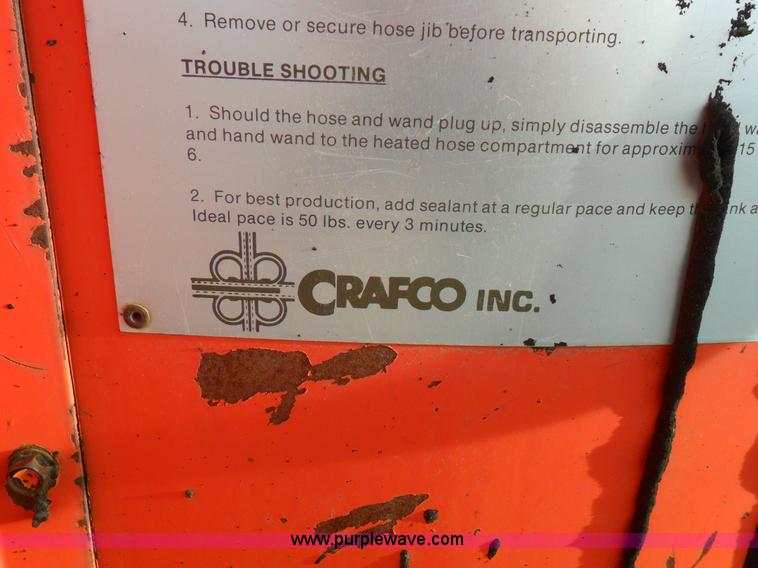 4. Remove or secure hose jib before transporting.
TROUBLE SHOOTING
1. Should the hose and wand plug up, simply disassemble the
and hand wand to the heated hose compartment for 15
6.
2. For best production, add sealant at a regular pace and keep
Ideal pace is 50 lbs. every 3 minutes.
CRAFCO INC.
www.purplewave.com